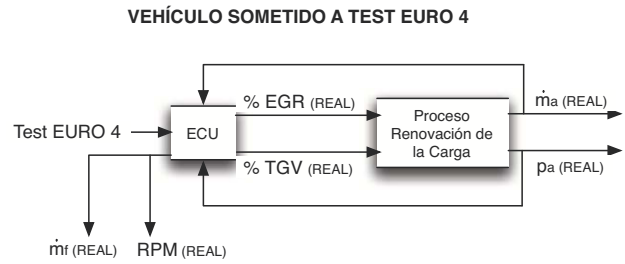 VEHÍCULO SOMETIDO A TEST EURO 4
% EGR (REAL)
ṁa (REAL)
Test EURO 4
ECU
Proceso
Renovación de
la Carga
% TGV (REAL)
pa (REAL)
ṁf (REAL)
RPM (REAL)